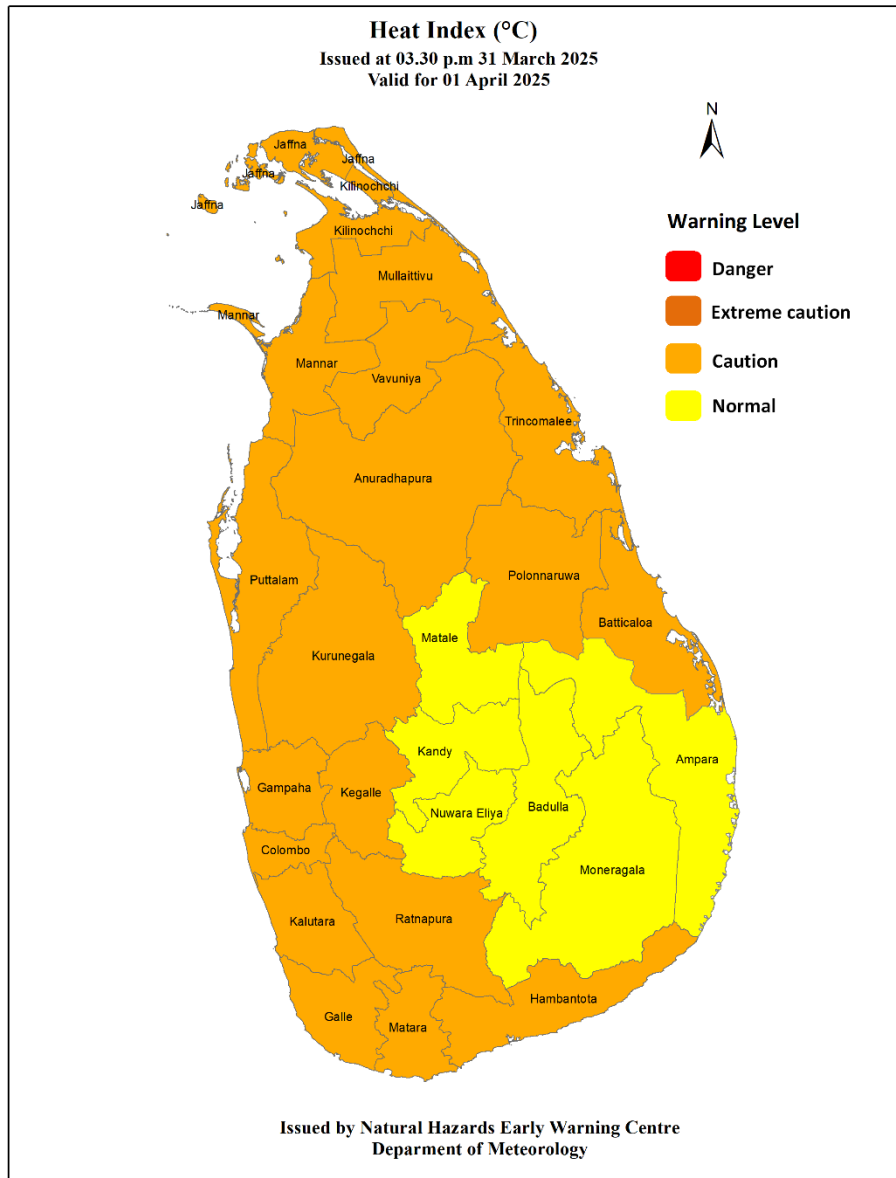 Heat Index (°C)
Issued at 03.30 p.m 31 March 2025
Valid for 01 April 2025
N
Warning Level
Danger
Extreme caution
Caution
Normal
Jaffna
Jaffna
Jaffna
Kilinochchi
Jaffna
Kilinochchi
Mullaittivu
Mannar
Mannar
Vavuniya
Trincomalee
Anuradhapura
Puttalam
Polonnaruwa
Batticaloa
Matale
Kurunegala
Kandy
Ampara
Gampaha
Kegalle
Nuwara Eliya
Badulla
Colombo
Moneragala
Kalutara
Ratnapura
Hambantota
Galle
Matara
Issued by Natural Hazards Early Warning Centre
Deparment of Meteorology